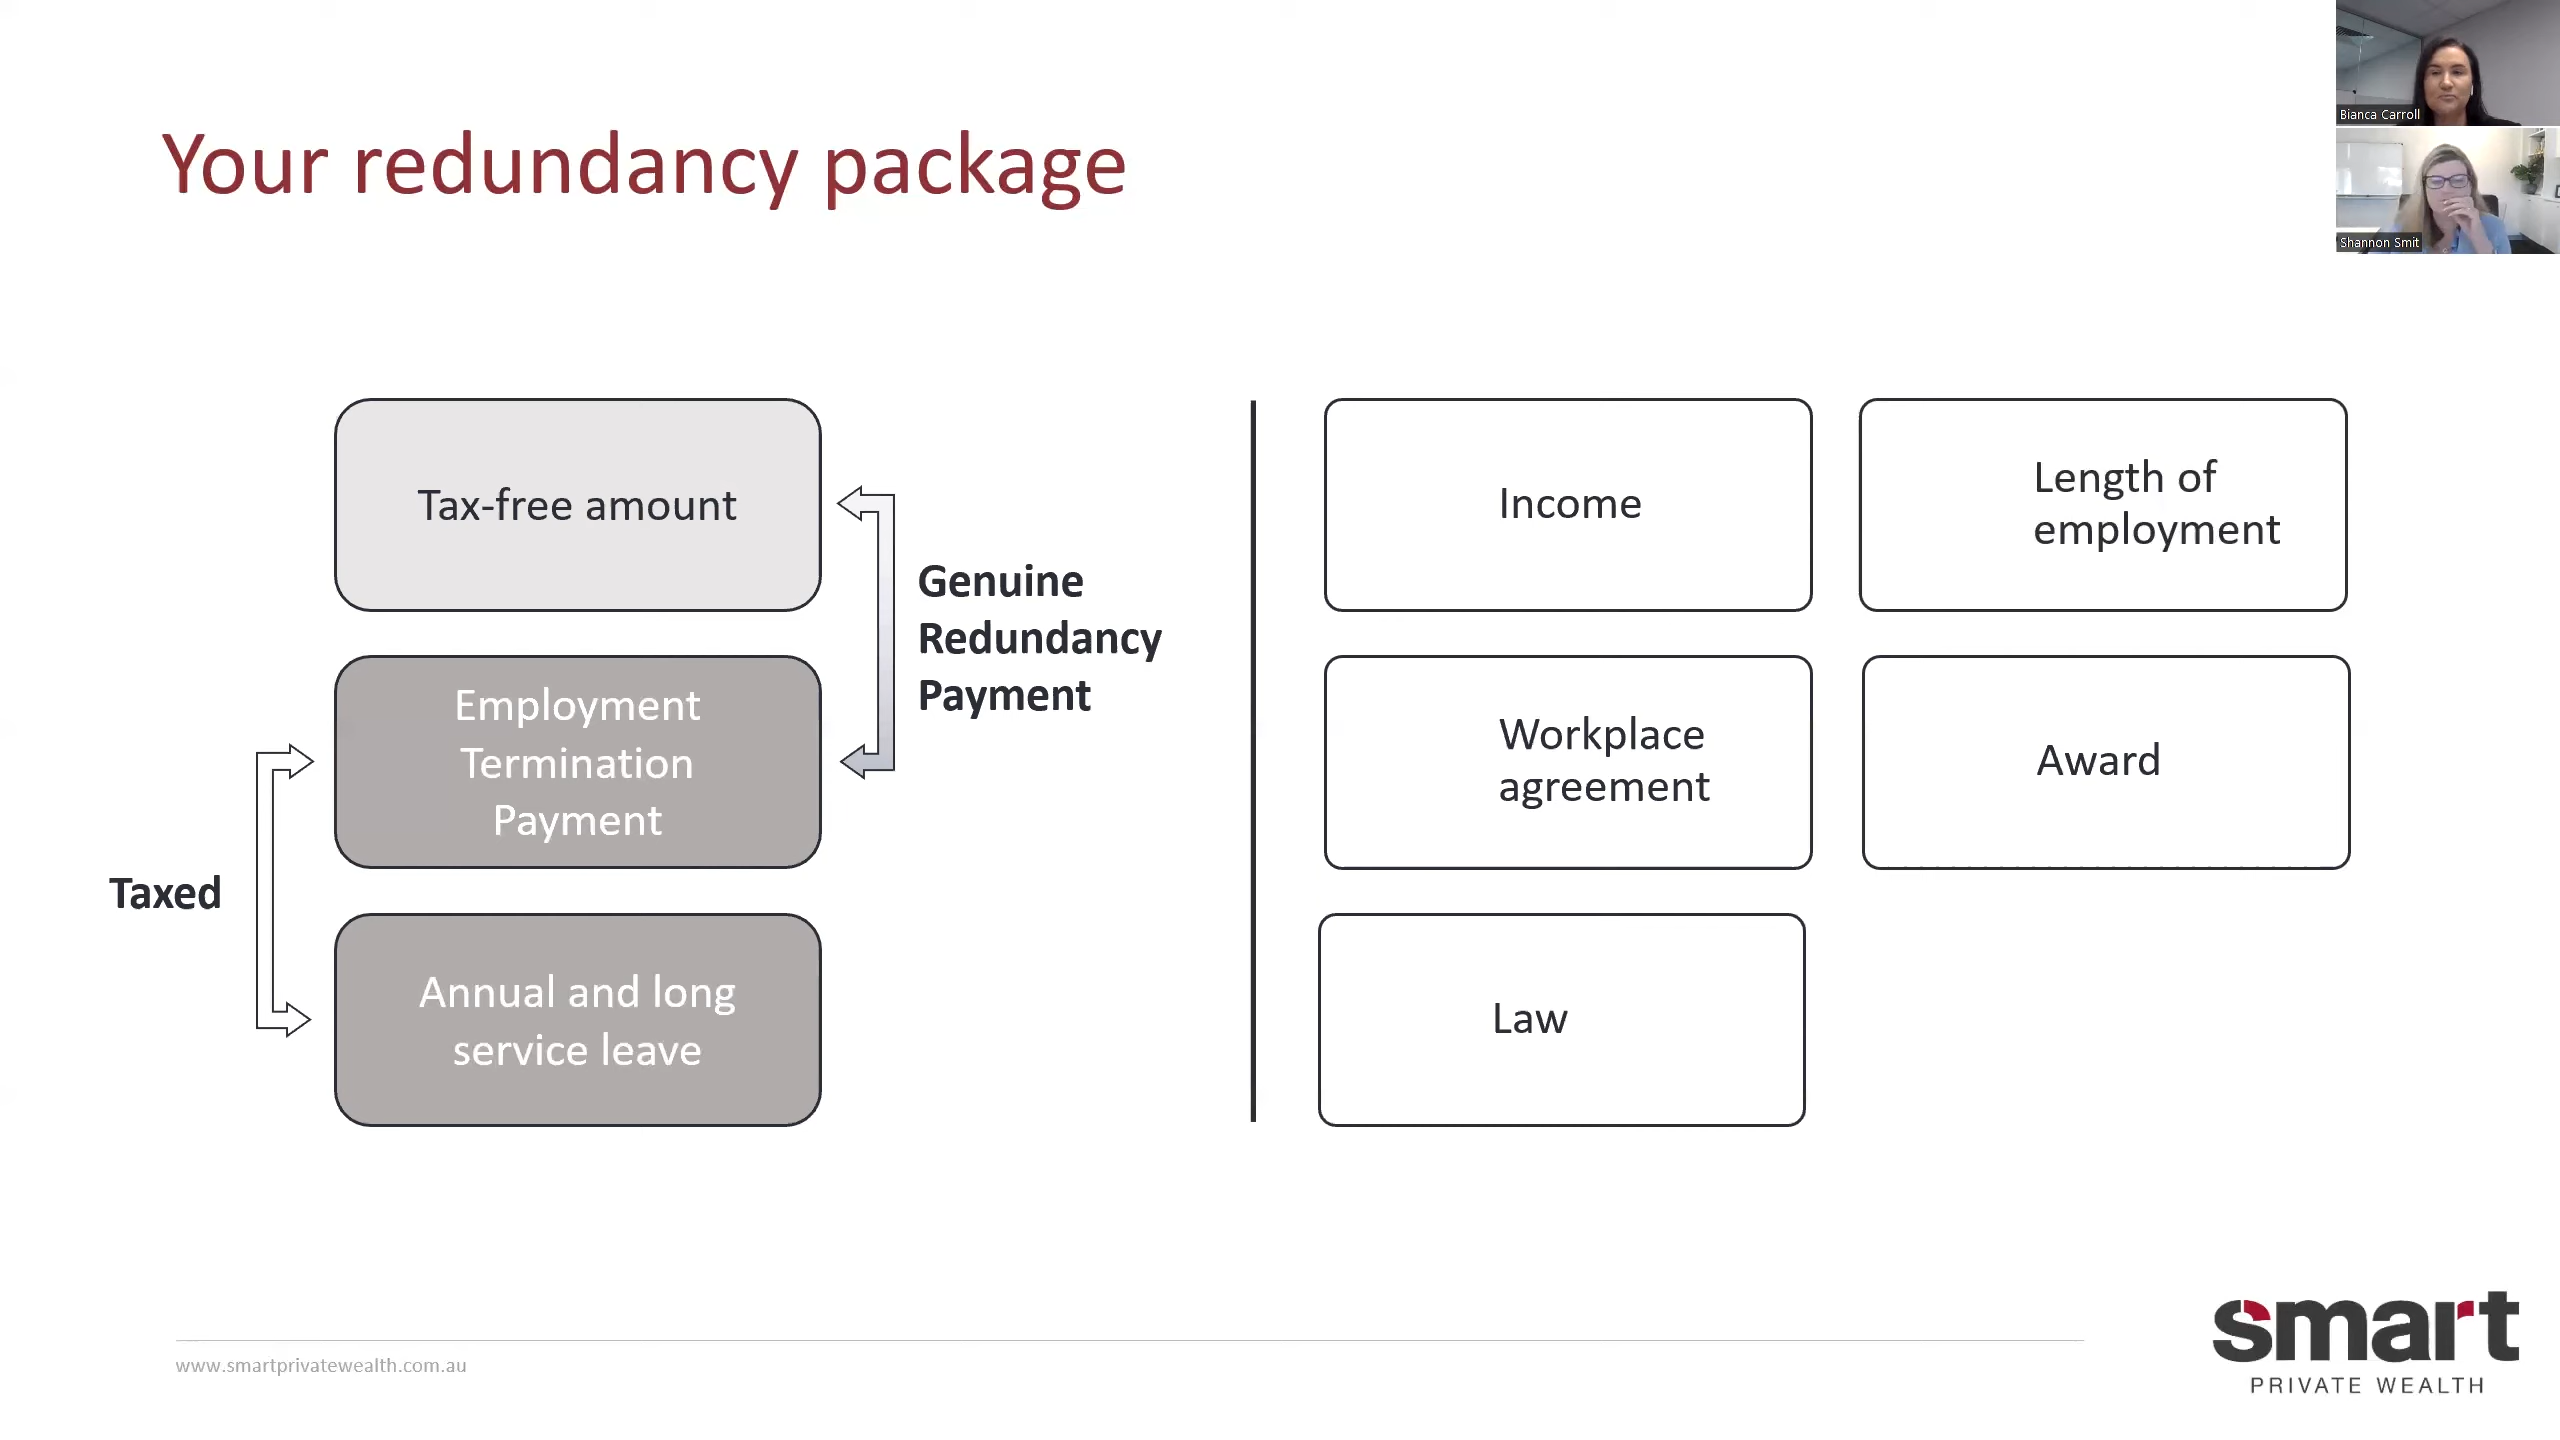 Your redundancy package
Bianca Carroll
Shannon Smit
Tax-free amount
Employment
Termination
Payment
Annual and long
service leave
Taxed
Genuine
Redundancy
Payment
Income
Length of
employment
Workplace
agreement
Award
Law
www.smartprivatewealth.com.au
smart
PRIVATE WEALTH